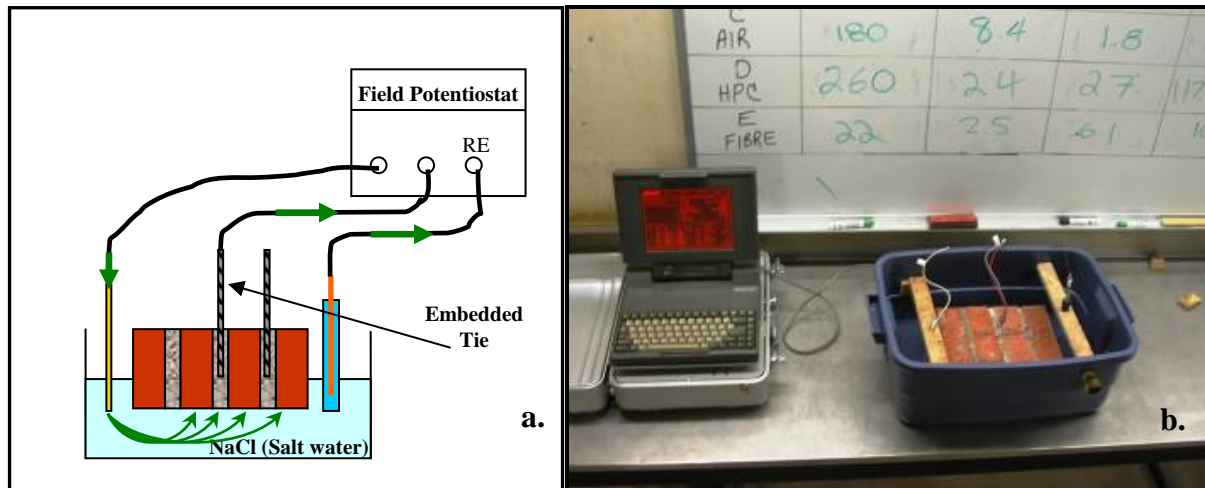 Field Potentiostat
RE
Embedded
Tie
NaCl (Salt water)
a.
C
AIR 180 8.4 1.8
D
HPC 260 24 27 117
E
FIBRE 22 25 61
b.